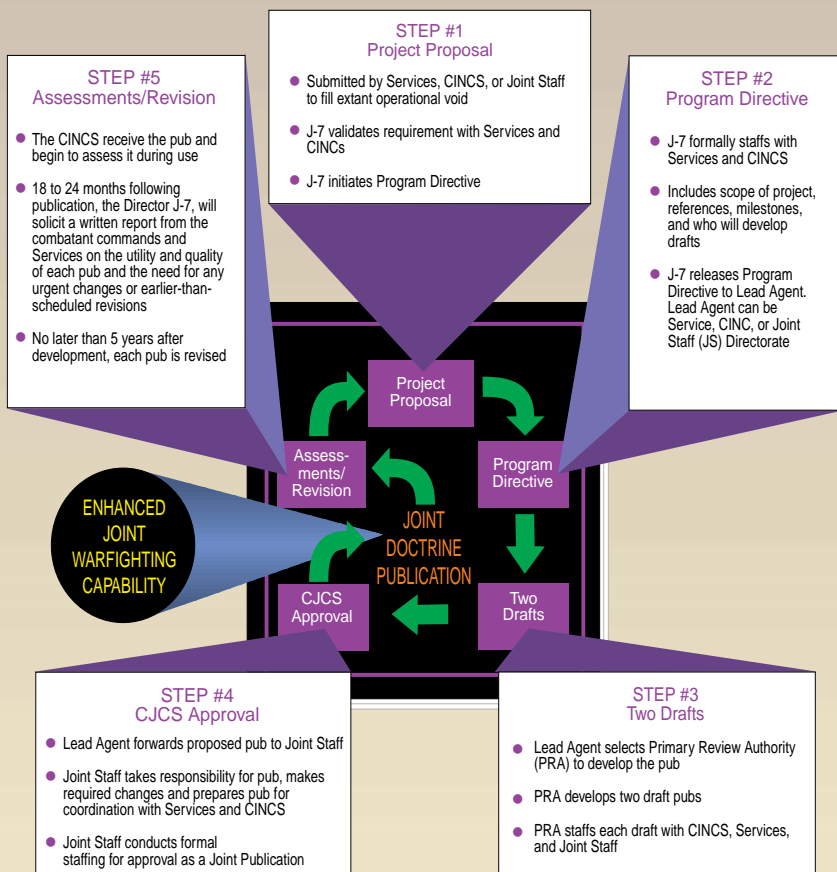 STEP #1
Project Proposal
● Submitted by Services, CINCS, or Joint Staff
to fill extant operational void
● J-7 validates requirement with Services and
CINCs
● J-7 initiates Program Directive
STEP #5
Assessments/Revision
● The CINCS receive the pub and
begin to assess it during use
● 18 to 24 months following
publication, the Director J-7, will
solicit a written report from the
combatant commands and
Services on the utility and quality
of each pub and the need for any
urgent changes or earlier-than-
scheduled revisions
● No later than 5 years after
development, each pub is revised
STEP #2
Program Directive
● J-7 formally staffs with
Services and CINCS
● Includes scope of project,
references, milestones,
and who will develop
drafts
● J-7 releases Program
Directive to Lead Agent.
Lead Agent can be
Service, CINC, or Joint
Staff (JS) Directorate
Project
Proposal
Assess-
ments/
Revision
Program
Directive
ENHANCED
JOINT
WARFIGHTING
CAPABILITY
JOINT
DOCTRINE
PUBLICATION
CJCS
Approval
Two
Drafts
STEP #4
CJCS Approval
● Lead Agent forwards proposed pub to Joint Staff
● Joint Staff takes responsibility for pub, makes
required changes and prepares pub for
coordination with Services and CINCS
● Joint Staff conducts formal
staffing for approval as a Joint Publication
STEP #3
Two Drafts
● Lead Agent selects Primary Review Authority
(PRA) to develop the pub
● PRA develops two draft pubs
● PRA staffs each draft with CINCS, Services,
and Joint Staff